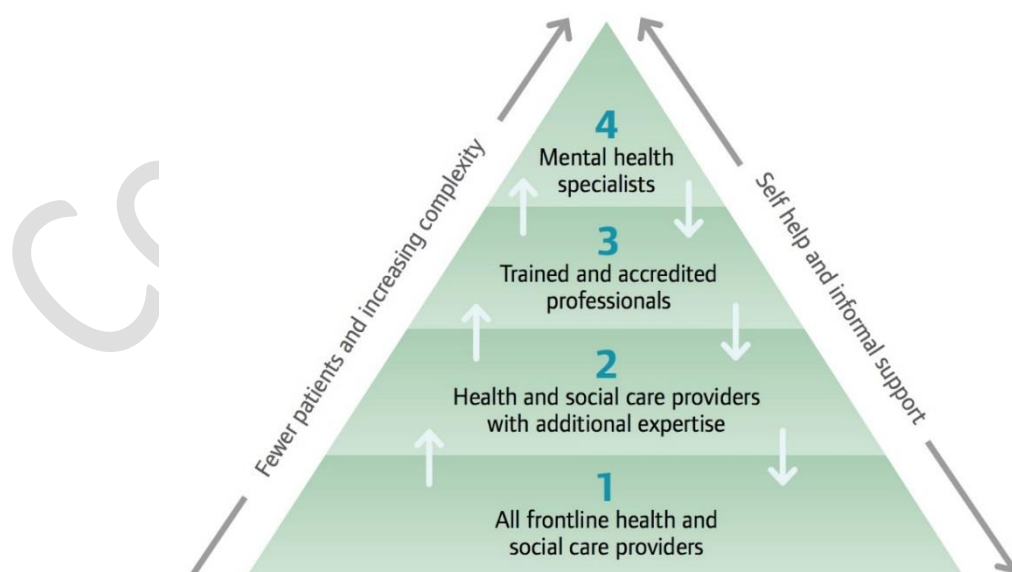 4
Mental health
specialists
3
Trained and accredited
professionals
2
Health and social care providers
with additional expertise
1
All frontline health and
social care providers
Fewer patients and increasing complexity
Self help and informal support